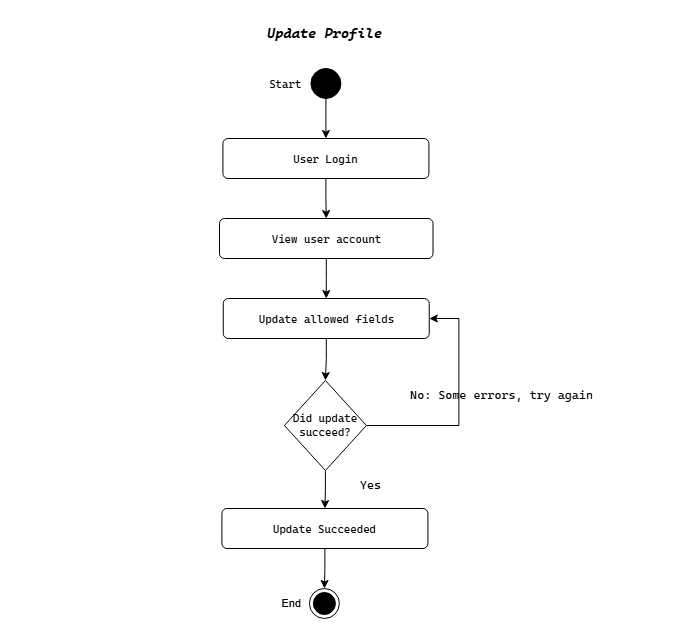 Update Profile
Start
User Login
View user account
Update allowed fields
No: Some errors, try again
Did update
succeed?
Yes
Update Succeeded
End